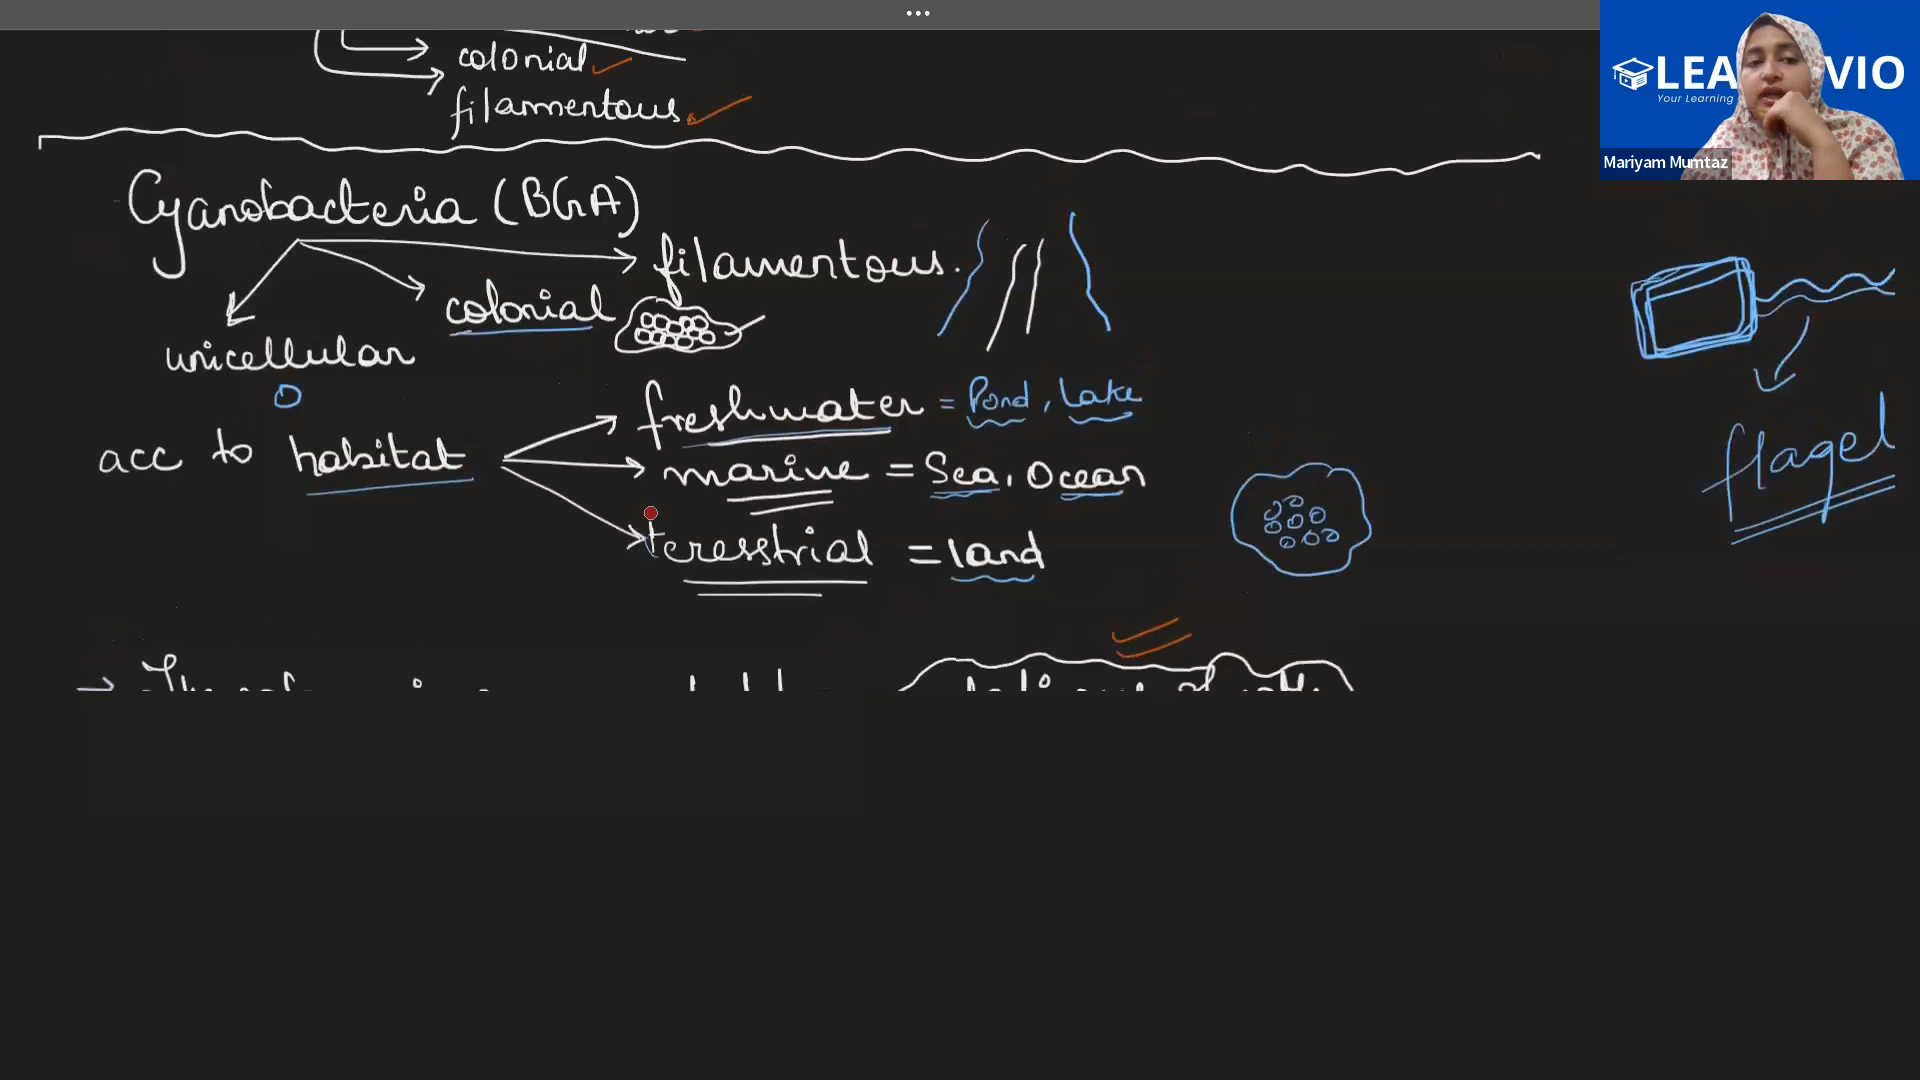 colonial
filamentous
LEA VIO
Your Learning
Mariyam Mumtaz
Cyanobacteria (BGA)
filamentous.
colonial
unicellular
freshwater = Pond, Lake
acc to habitat
marine = Sea, Ocean
teresstrial = land
flagel